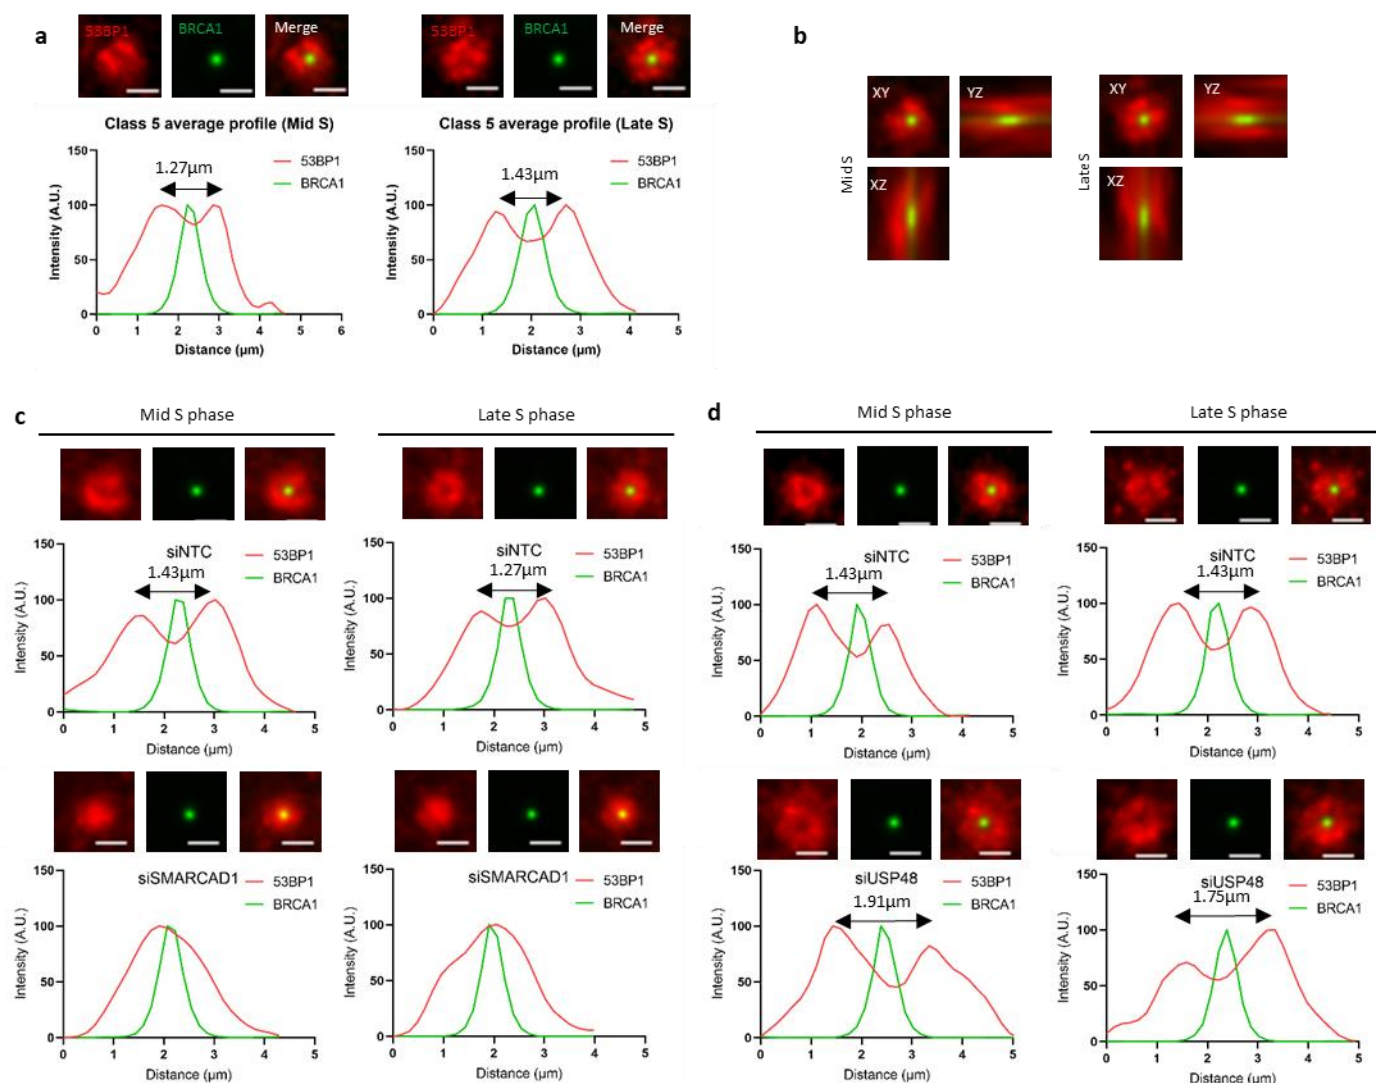 a
53BP1 BRCA1 Merge
53BP1 BRCA1 Merge
Class 5 average profile (Mid S)
150
100
50
0
Intensity (A.U.)
1.27µm
53BP1
BRCA1
0 1 2 3 4 5 6
Distance (µm)
Class 5 average profile (Late S)
150
100
50
0
Intensity (A.U.)
1.43µm
53BP1
BRCA1
0 1 2 3 4 5
Distance (µm)
b
Mid S
XY YZ
XZ
Late S
XY YZ
XZ
c
Mid S phase
Late S phase
150
100
50
0
Intensity (A.U.)
siNTC
1.43µm
53BP1
BRCA1
0 1 2 3 4 5
Distance (µm)
150
100
50
0
Intensity (A.U.)
siNTC
1.27µm
53BP1
BRCA1
0 1 2 3 4 5
Distance (µm)
150
100
50
0
Intensity (A.U.)
siSMARCAD1
53BP1
BRCA1
0 1 2 3 4 5
Distance (µm)
150
100
50
0
Intensity (A.U.)
siSMARCAD1
53BP1
BRCA1
0 1 2 3 4 5
Distance (µm)
d
Mid S phase
Late S phase
150
100
50
0
Intensity (A.U.)
siNTC
1.43µm
53BP1
BRCA1
0 1 2 3 4 5
Distance (µm)
150
100
50
0
Intensity (A.U.)
siNTC
1.43µm
53BP1
BRCA1
0 1 2 3 4 5
Distance (µm)
150
100
50
0
Intensity (A.U.)
siUSP48
1.91µm
53BP1
BRCA1
0 1 2 3 4 5
Distance (µm)
150
100
50
0
Intensity (A.U.)
siUSP48
1.75µm
53BP1
BRCA1
0 1 2 3 4 5
Distance (µm)